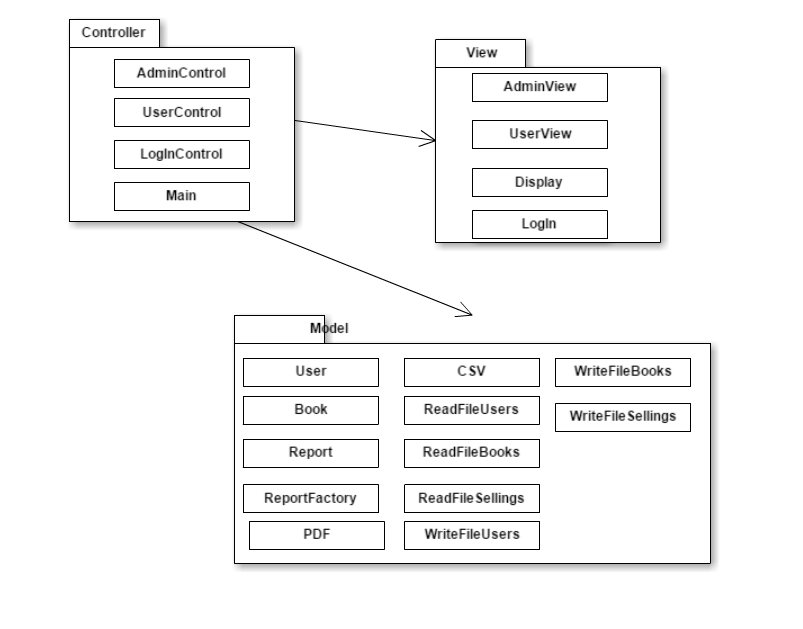 Controller
AdminControl
UserControl
LogInControl
Main
View
AdminView
UserView
Display
LogIn
Model
User
Book
Report
ReportFactory
PDF
CSV
ReadFileUsers
ReadFileBooks
ReadFileSellings
WriteFileUsers
WriteFileBooks
WriteFileSellings